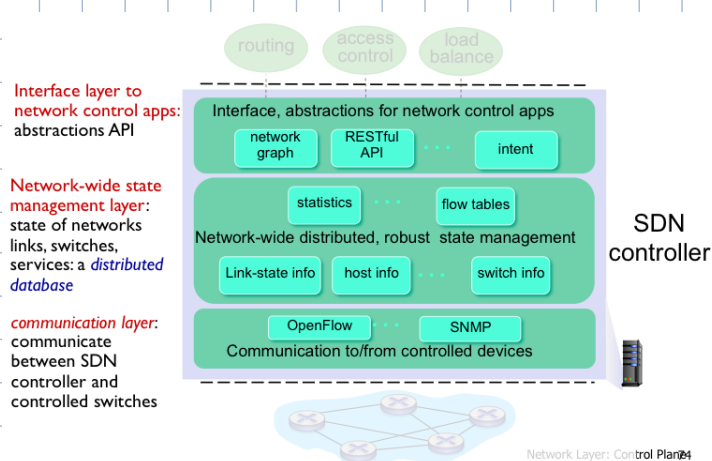 routing
access
control
load
balance
Interface layer to
network control apps:
abstractions API
Interface, abstractions for network control apps
network
graph
RESTful
API
. . .
intent
Network-wide state
management layer:
state of networks
links, switches,
services: a distributed
database
statistics
. . .
flow tables
Network-wide distributed, robust state management
Link-state info
host info
. . .
switch info
SDN
controller
communication layer:
communicate
between SDN
controller and
controlled switches
OpenFlow
. . .
SNMP
Communication to/from controlled devices
Network Layer: Control Plane